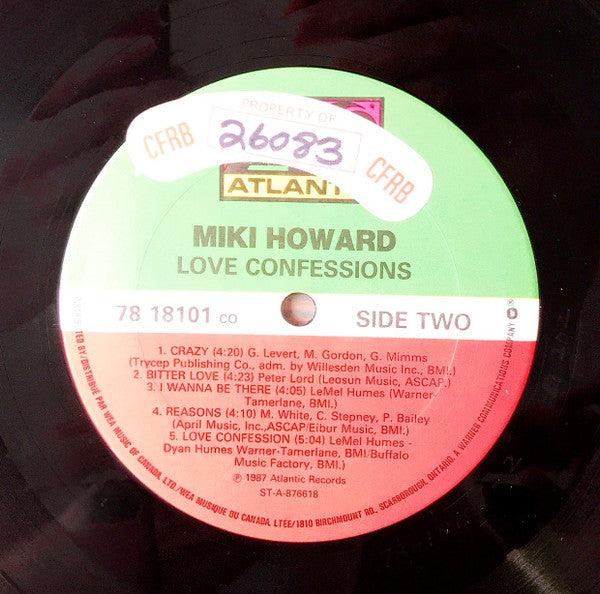 PROPERTY OF
CFRB 26083 CFRB
ATLANT
MIKI HOWARD
LOVE CONFESSIONS
78 18101 CO SIDE TWO
1. CRAZY (4:20) G. Levert, M. Gordon, G. Mimms
(Trycep Publishing Co., adm. by Willesden Music Inc., BMI.)
2. BITTER LOVE (4:23) Peter Lord (Leosun Music, ASCAP.)
3. I WANNA BE THERE (4:05) LeMel Humes (Warner-
Tamerlane, BMI.)
4. REASONS (4:10) M. White, C. Stepney, P. Bailey
(April Music, Inc.,ASCAP/Eibur Music, BMI.)
5. LOVE CONFESSION (5:04) LeMel Humes -
Dyan Humes Warner-Tamerlane, BMI/Buffalo
Music Factory, BMI.)
℗ 1987 Atlantic Records
ST-A-876618
BY/DISTRIBUÉ PAR WEA MUSIC OF CANADA, LTD./WEA MUSIQUE DU CANADA, LTÉE/1810 BIRCHMOUNT RD., SCARBOROUGH, ONTARIO, A WARNER COMMUNICATIONS COMPANY